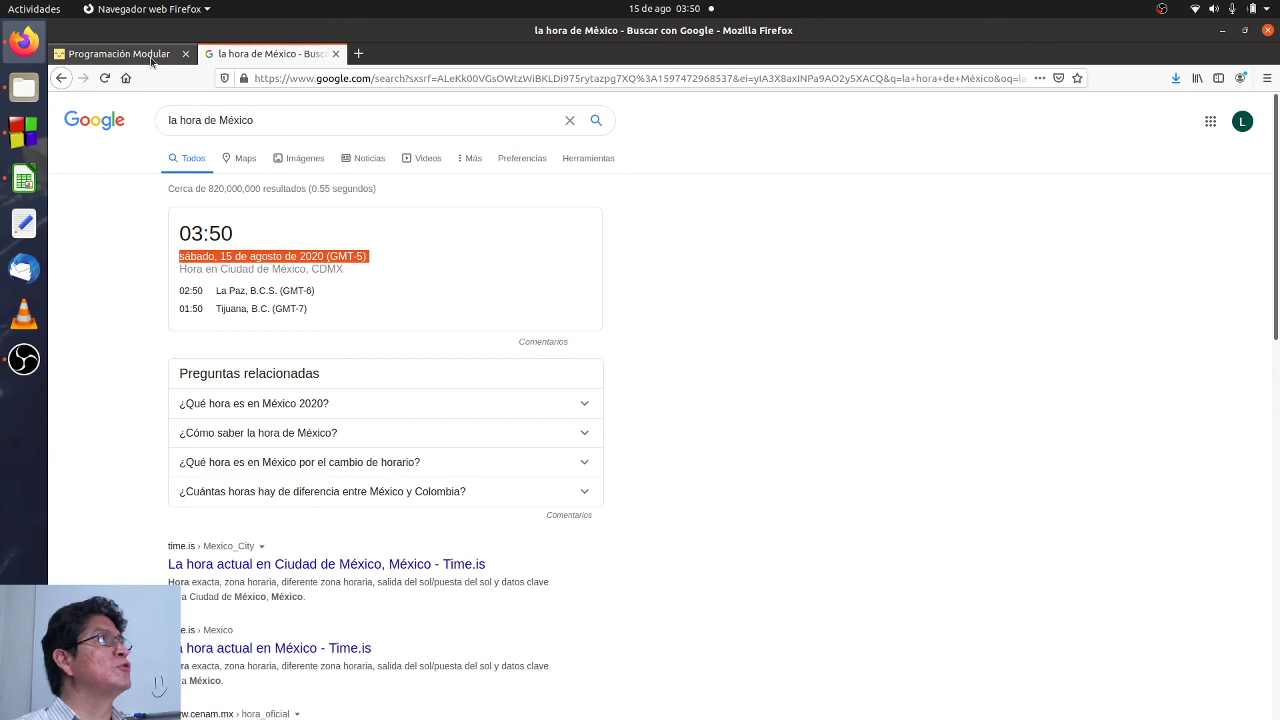 Actividades
Navegador web Firefox
15 de ago 03:50
la hora de México - Buscar con Google - Mozilla Firefox
Programación Modular
la hora de México - Busc
https://www.google.com/search?sxsrf=ALeKk00VGsOWtzWiBKLDi975rytazpg7XQ%3A1597472968537&ei=yIA3X8axINPa9AO2y5XACQ&q=la+hora+de+México&oq=la
Google
la hora de México
L
Todos
Maps
Imágenes
Noticias
Videos
Más
Preferencias
Herramientas
Cerca de 820,000,000 resultados (0.55 segundos)
03:50
sábado, 15 de agosto de 2020 (GMT-5)
Hora en Ciudad de México, CDMX
02:50 La Paz, B.C.S. (GMT-6)
01:50 Tijuana, B.C. (GMT-7)
Comentarios
Preguntas relacionadas
¿Qué hora es en México 2020?
¿Cómo saber la hora de México?
¿Qué hora es en México por el cambio de horario?
¿Cuántas horas hay de diferencia entre México y Colombia?
Comentarios
time.is › Mexico_City
La hora actual en Ciudad de México, México - Time.is
Hora exacta, zona horaria, diferente zona horaria, salida del sol/puesta del sol y datos clave
a Ciudad de México, México.
e.is › Mexico
hora actual en México - Time.is
ra exacta, zona horaria, diferente zona horaria, salida del sol/puesta del sol y datos clave
a México.
w.cenam.mx › hora_oficial